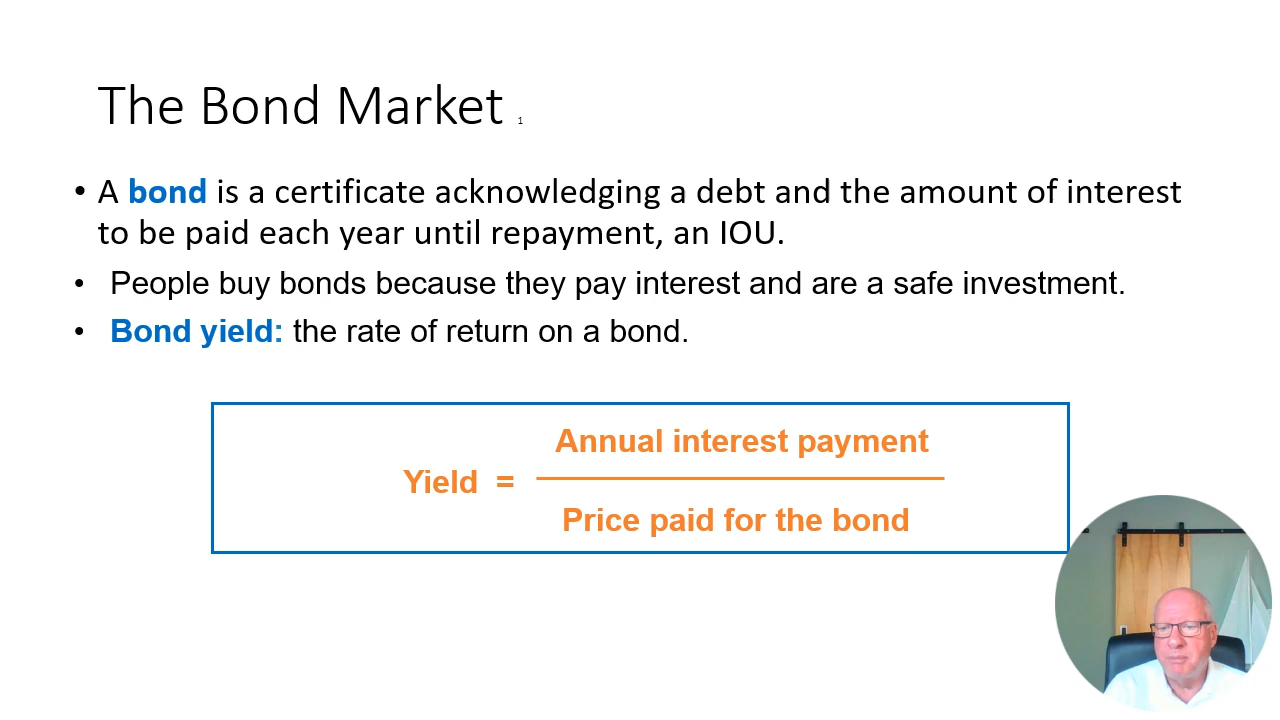 The Bond Market 1
• A bond is a certificate acknowledging a debt and the amount of interest
to be paid each year until repayment, an IOU.
• People buy bonds because they pay interest and are a safe investment.
• Bond yield: the rate of return on a bond.
Annual interest payment
Yield =
Price paid for the bond